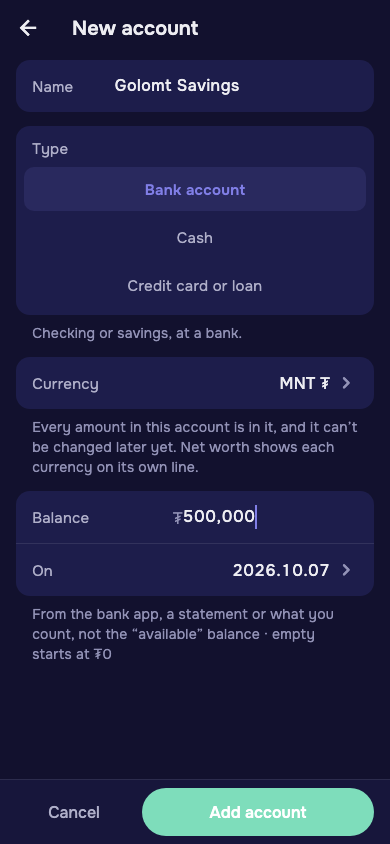 New account
Name Golomt Savings
Type
Bank account
Cash
Credit card or loan
Checking or savings, at a bank.
Currency MNT ₮
Every amount in this account is in it, and it can't
be changed later yet. Net worth shows each
currency on its own line.
Balance ₮500,000
On 2026.10.07
From the bank app, a statement or what you
count, not the “available” balance · empty
starts at ₮0
Cancel Add account